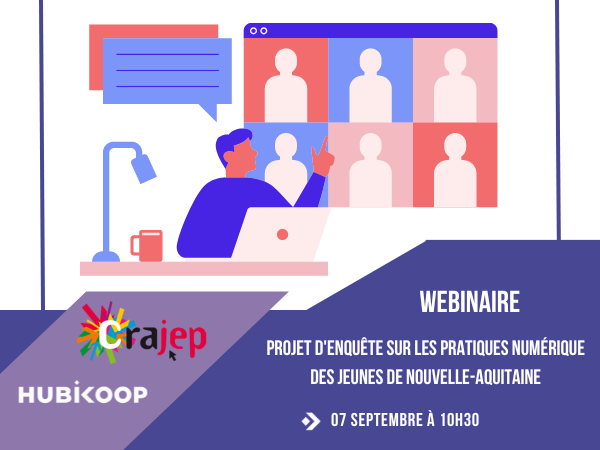 WEBINAIRE
PROJET D'ENQUÊTE SUR LES PRATIQUES NUMÉRIQUE
DES JEUNES DE NOUVELLE-AQUITAINE
07 SEPTEMBRE À 10H30
Crajep
HUBIKOOP